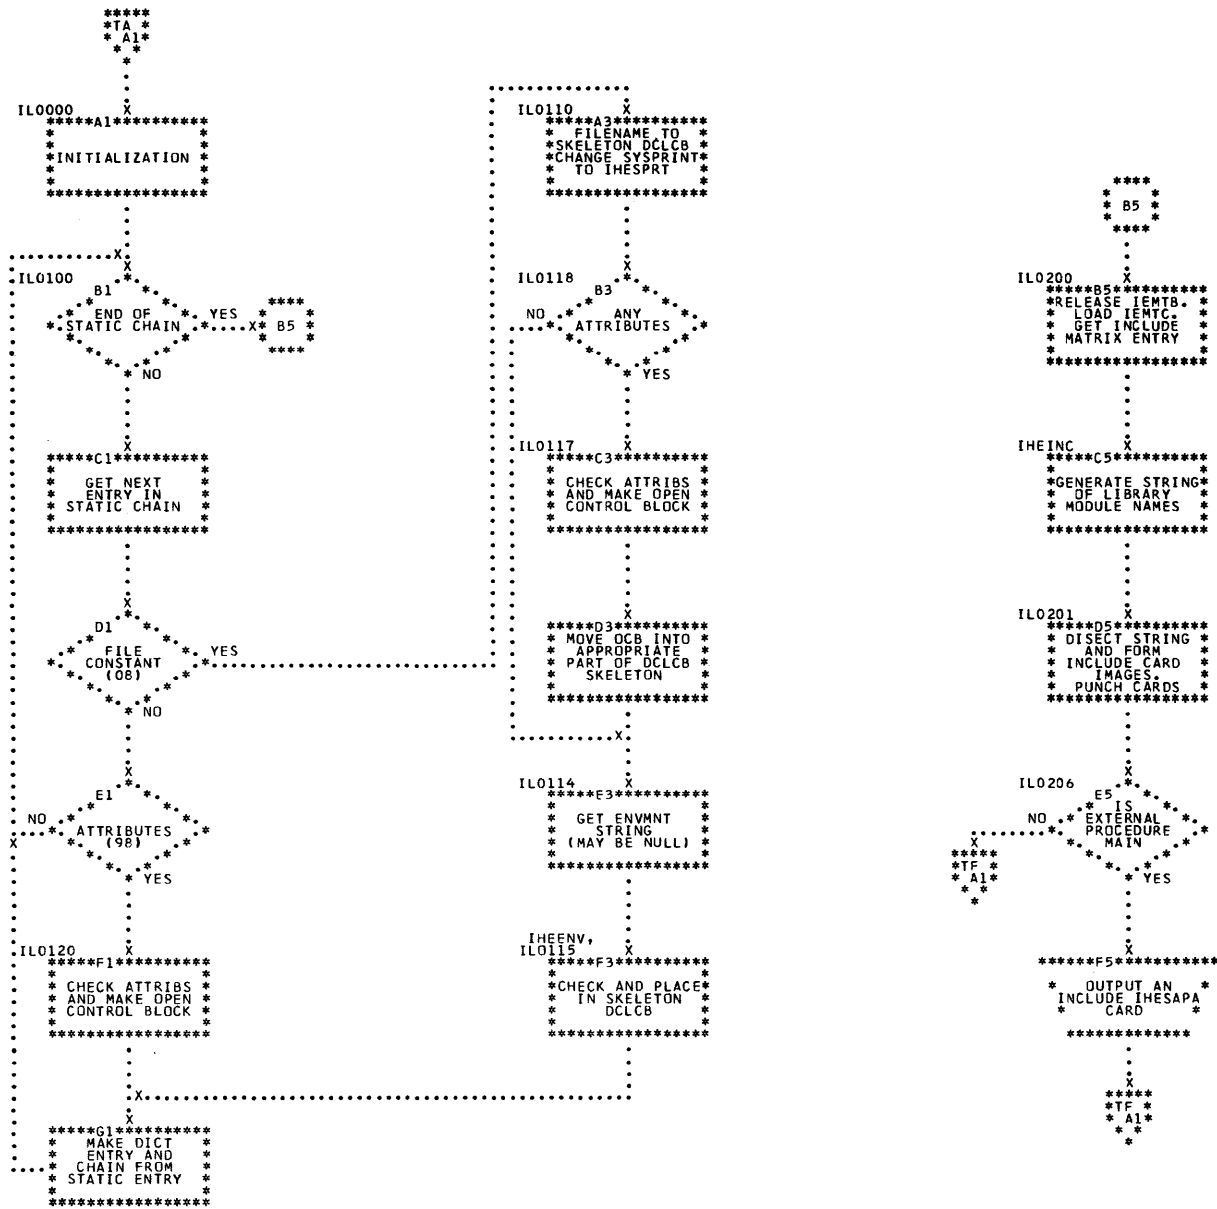 TA
A1
IL0000
A1
INITIALIZATION
IL0100
B1
END OF
STATIC CHAIN
YES
B5
NO
C1
GET NEXT
ENTRY IN
STATIC CHAIN
D1
FILE
CONSTANT
(08)
YES
NO
E1
NO
ATTRIBUTES
(98)
YES
IL0120
F1
CHECK ATTRIBS
AND MAKE OPEN
CONTROL BLOCK
G1
MAKE DICT
ENTRY AND
CHAIN FROM
STATIC ENTRY
IL0110
A3
FILENAME TO
SKELETON DCLCB
CHANGE SYSPRINT
TO IHESPRT
IL0118
B3
NO
ANY
ATTRIBUTES
YES
IL0117
C3
CHECK ATTRIBS
AND MAKE OPEN
CONTROL BLOCK
D3
MOVE OCB INTO
APPROPRIATE
PART OF DCLCB
SKELETON
IL0114
E3
GET ENVMNT
STRING
(MAY BE NULL)
IHEENV,
IL0115
F3
CHECK AND PLACE
IN SKELETON
DCLCB
B5
IL0200
B5
RELEASE IEMTB.
LOAD IEMTC.
GET INCLUDE
MATRIX ENTRY
IHEINC
C5
GENERATE STRING
OF LIBRARY
MODULE NAMES
IL0201
D5
DISECT STRING
AND FORM
INCLUDE CARD
IMAGES.
PUNCH CARDS
IL0206
E5
NO
IS
EXTERNAL
PROCEDURE
MAIN
TF
A1
YES
F5
OUTPUT AN
INCLUDE IHESAPA
CARD
TF
A1